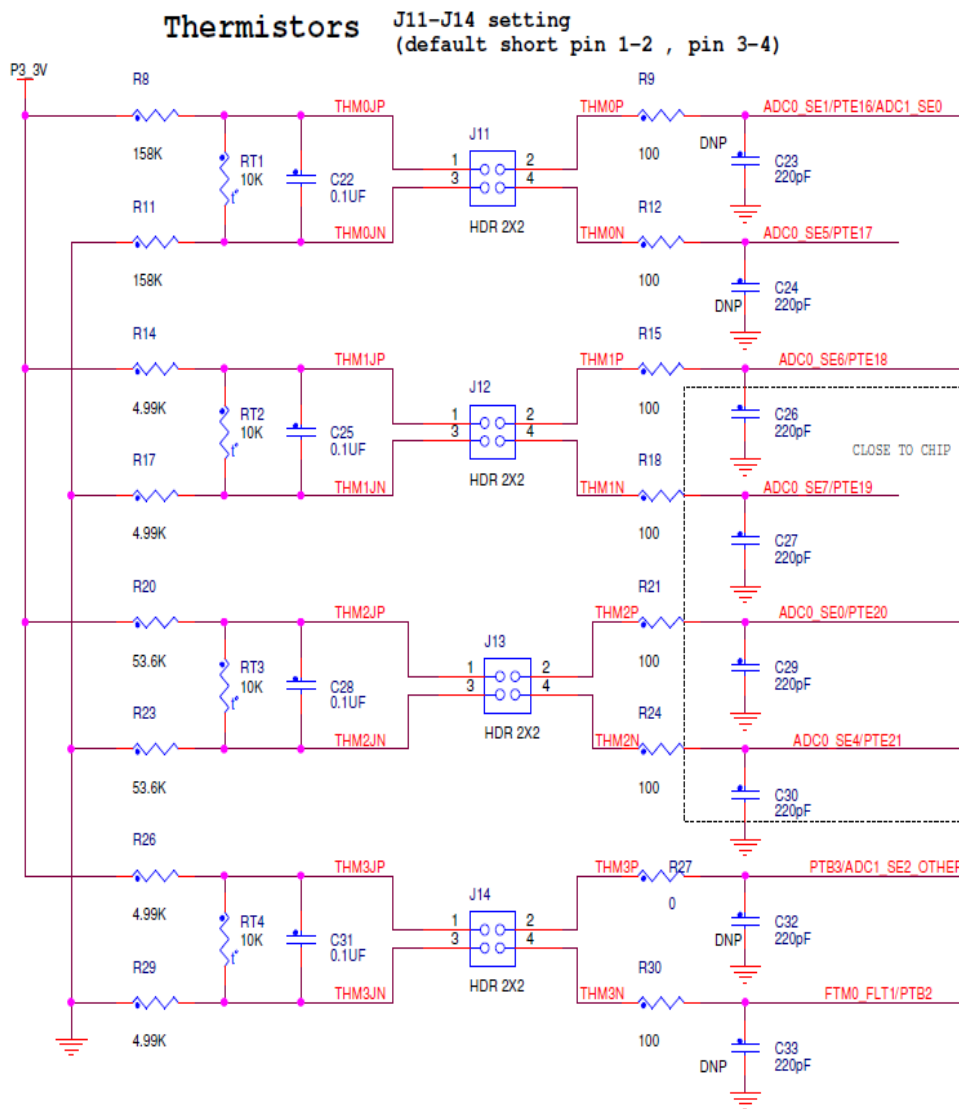 Thermistors
J11-J14 setting
(default short pin 1-2 , pin 3-4)
P3_3V
R8
158K
RT1
10K
t°
C22
0.1UF
R11
158K
THM0JP
THM0JN
J11
1 2
3 4
HDR 2X2
THM0P
THM0N
R9
100
R12
100
ADC0_SE1/PTE16/ADC1_SE0
DNP
C23
220pF
ADC0_SE5/PTE17
DNP
C24
220pF
R14
4.99K
RT2
10K
t°
C25
0.1UF
R17
4.99K
THM1JP
THM1JN
J12
1 2
3 4
HDR 2X2
THM1P
THM1N
R15
100
R18
100
ADC0_SE6/PTE18
C26
220pF
CLOSE TO CHIP
ADC0_SE7/PTE19
C27
220pF
R20
53.6K
RT3
10K
t°
C28
0.1UF
R23
53.6K
THM2JP
THM2JN
J13
1 2
3 4
HDR 2X2
THM2P
THM2N
R21
100
R24
100
ADC0_SE0/PTE20
C29
220pF
ADC0_SE4/PTE21
C30
220pF
R26
4.99K
RT4
10K
t°
C31
0.1UF
R29
4.99K
THM3JP
THM3JN
J14
1 2
3 4
HDR 2X2
THM3P
THM3N
R27
0
R30
100
PTB3/ADC1_SE2_OTHER
DNP
C32
220pF
FTM0_FLT1/PTB2
DNP
C33
220pF